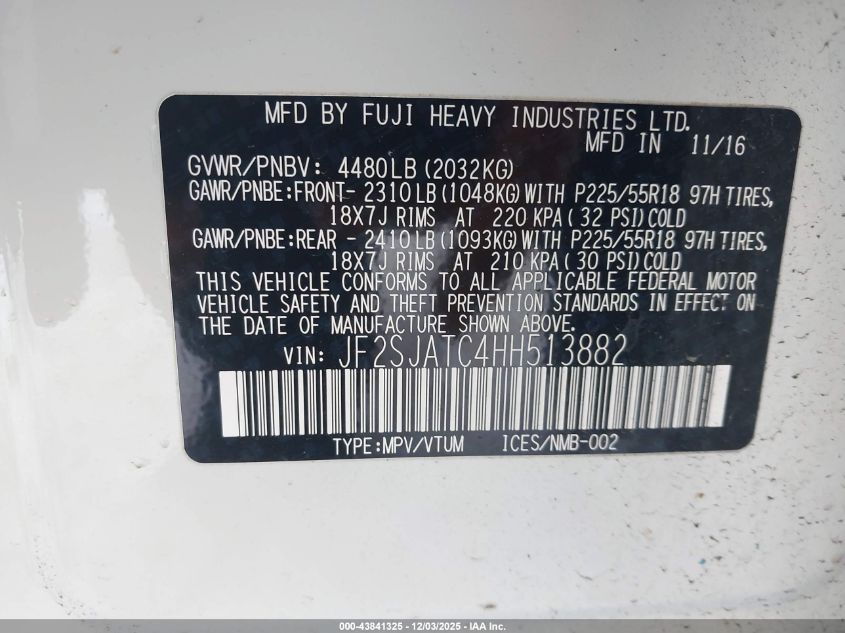 MFD BY FUJI HEAVY INDUSTRIES LTD.
MFD IN 11/16
GVWR/PNBV: 4480LB (2032KG)
GAWR/PNBE:FRONT- 2310LB (1048KG) WITH P225/55R18 97H TIRES,
18X7J RIMS AT 220 KPA ( 32 PSI) COLD
GAWR/PNBE:REAR - 2410LB (1093KG) WITH P225/55R18 97H TIRES,
18X7J RIMS AT 210 KPA ( 30 PSI) COLD
THIS VEHICLE CONFORMS TO ALL APPLICABLE FEDERAL MOTOR
VEHICLE SAFETY AND THEFT PREVENTION STANDARDS IN EFFECT ON
THE DATE OF MANUFACTURE SHOWN ABOVE.
VIN: JF2SJATC4HH513882
TYPE:MPV/VTUM ICES/NMB-002
000-43841325 - 12/03/2025 - IAA Inc.